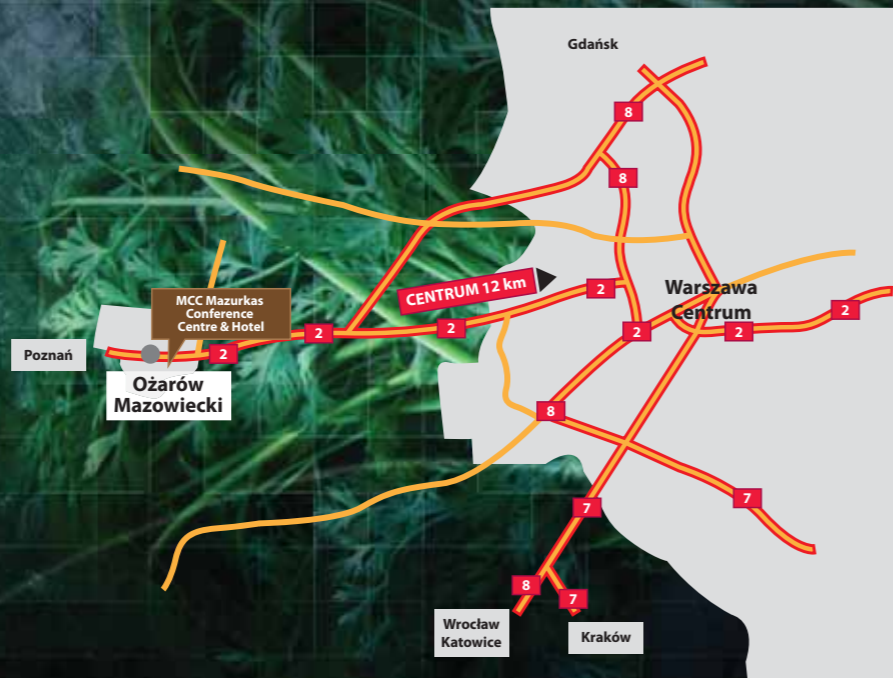 Gdańsk
8
8
CENTRUM 12 km
2
Warszawa
Centrum
MCC Mazurkas
Conference
Centre & Hotel
2
2
2
2
2
Poznań
2
Ożarów
Mazowiecki
8
7
7
8
7
Wrocław
Katowice
Kraków